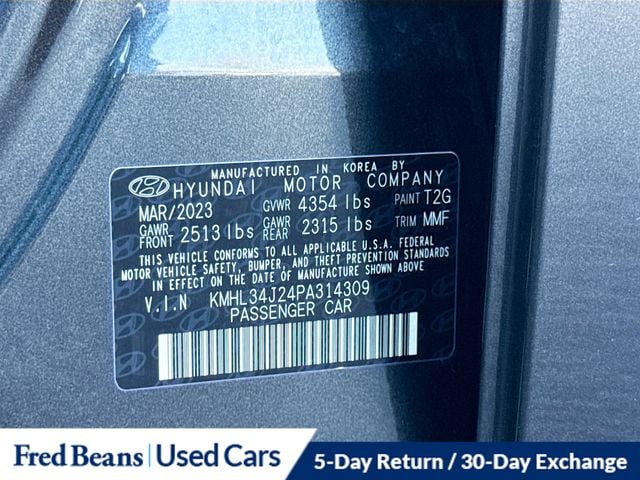 MANUFACTURED IN KOREA BY
HYUNDAI MOTOR COMPANY
MAR/2023 GVWR 4354 lbs PAINT T2G
GAWR FRONT 2513 lbs GAWR REAR 2315 lbs TRIM MMF
THIS VEHICLE CONFORMS TO ALL APPLICABLE U.S.A. FEDERAL
MOTOR VEHICLE SAFETY, BUMPER, AND THEFT PREVENTION STANDARDS
IN EFFECT ON THE DATE OF MANUFACTURE SHOWN ABOVE
V.I.N KMHL34J24PA314309
PASSENGER CAR
Fred Beans | Used Cars 5-Day Return / 30-Day Exchange